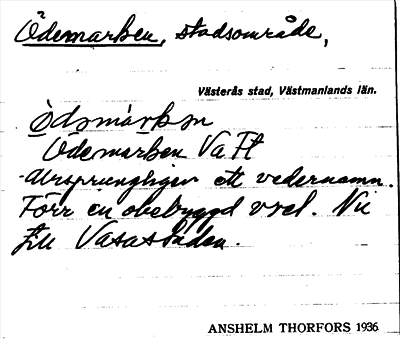 Ödemarken, stadsområde,
Västerås stad, Västmanlands län.
ödəmárkən
Ödemarken Va Ft
Ursprungligen ett vedernamn.
Förr en obebyggd vret. Nu
Vasastaden.
ANSHELM THORFORS 1936